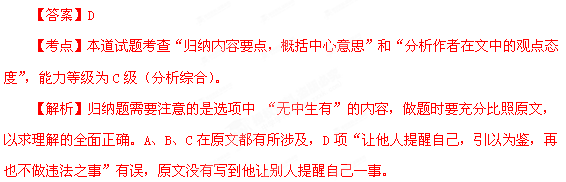 【答案】D
【考点】本道试题考查“归纳内容要点，概括中心意思”和“分析作者在文中的观点态
度”，能力等级为 C 级（分析综合）。
【解析】归纳题需要注意的是选项中 “无中生有”的内容，做题时要充分比照原文，
以求理解的全面正确。A、B、C 在原文都有所涉及，D 项“让他人提醒自己，引以为鉴，再
也不做违法之事”有误，原文没有写到他让别人提醒自己一事。